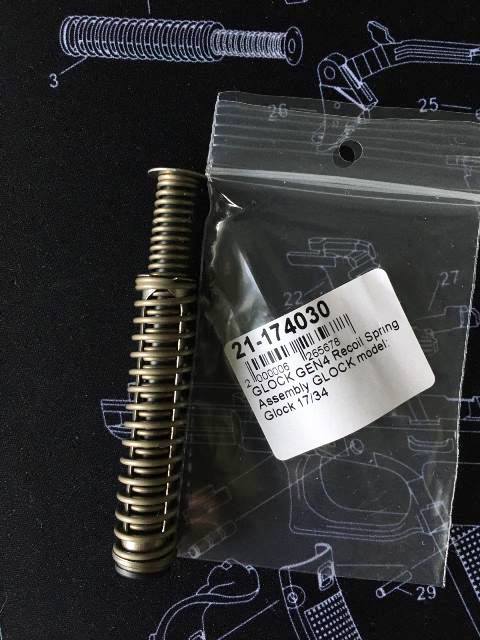 3
26
25
27
22
21-174030
2 000006 265678
GLOCK GEN4 Recoil Spring
Assembly GLOCK model:
Glock 17/34
29